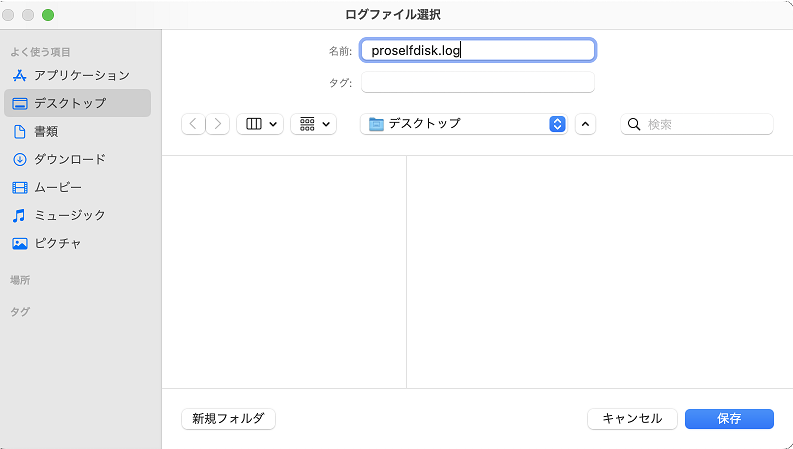 ログファイル選択
よく使う項目
アプリケーション
デスクトップ
書類
ダウンロード
ムービー
ミュージック
ピクチャ
場所
タグ
名前: proselfdisk.log
タグ:
デスクトップ
検索
新規フォルダ
キャンセル
保存